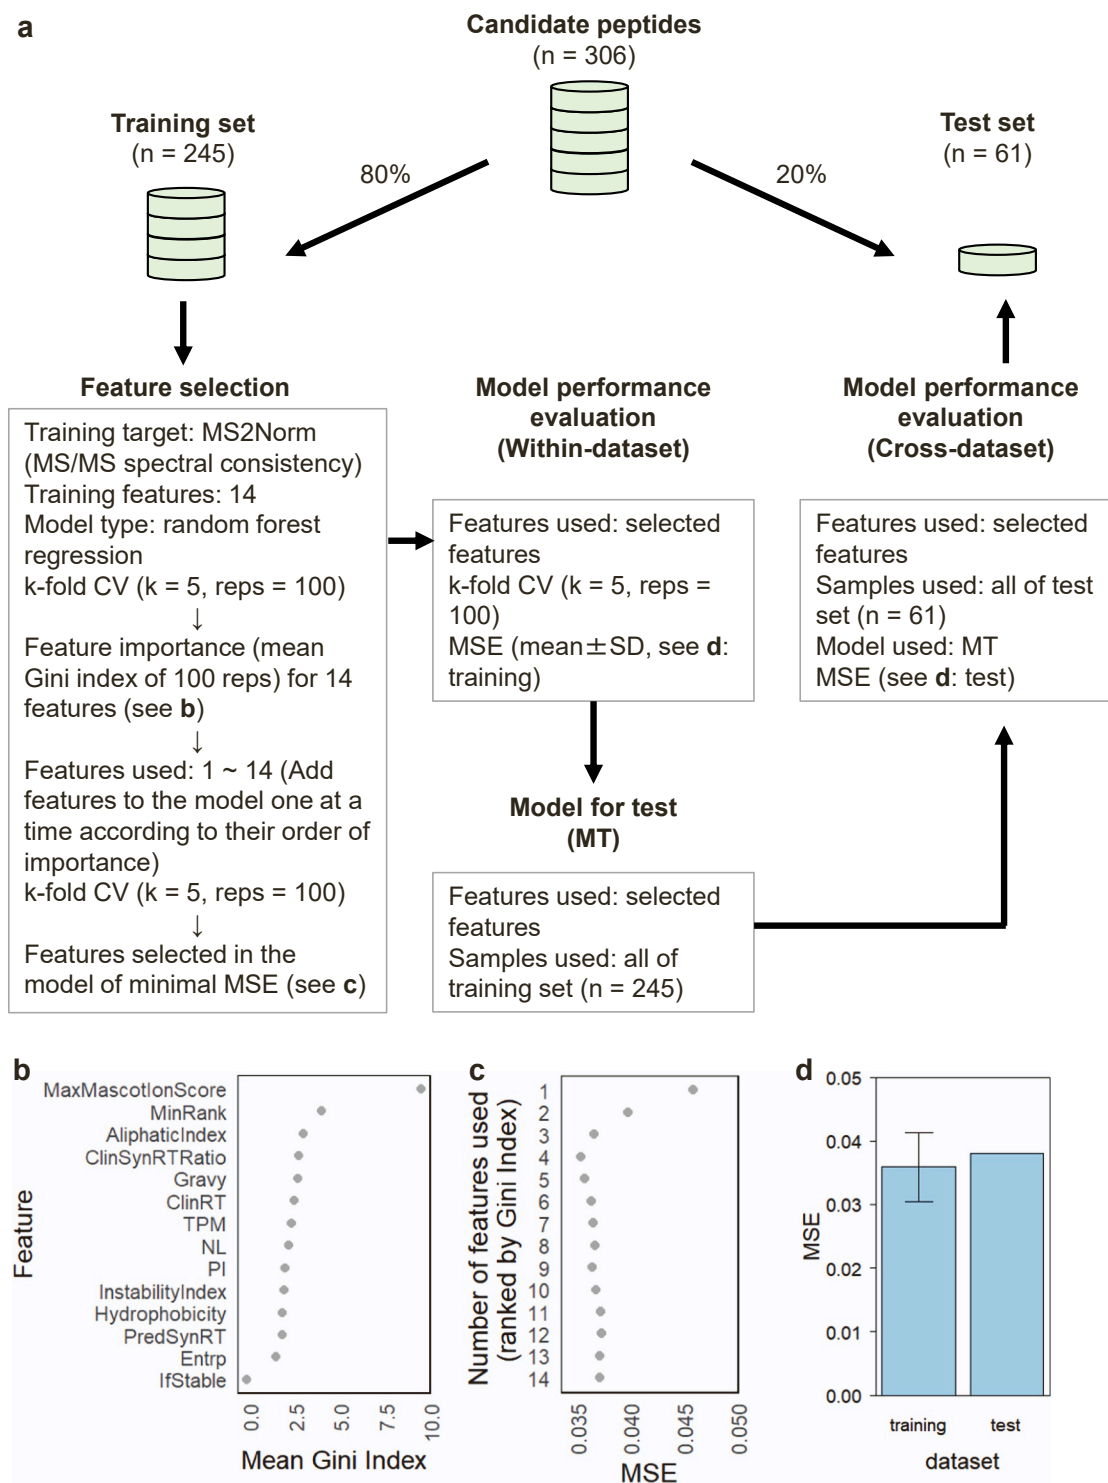 a
Candidate peptides
(n = 306)
Training set
(n = 245)
Test set
(n = 61)
80%
20%
Feature selection
Training target: MS2Norm
(MS/MS spectral consistency)
Training features: 14
Model type: random forest
regression
k-fold CV (k = 5, reps = 100)
↓
Feature importance (mean
Gini index of 100 reps) for 14
features (see b)
↓
Features used: 1 ~ 14 (Add
features to the model one at a
time according to their order of
importance)
k-fold CV (k = 5, reps = 100)
↓
Features selected in the
model of minimal MSE (see c)
Model performance
evaluation
(Within-dataset)
Features used: selected
features
k-fold CV (k = 5, reps =
100)
MSE (mean±SD, see d:
training)
Model for test
(MT)
Features used: selected
features
Samples used: all of
training set (n = 245)
Model performance
evaluation
(Cross-dataset)
Features used: selected
features
Samples used: all of test
set (n = 61)
Model used: MT
MSE (see d: test)
b
Feature
MaxMascotIonScore
MinRank
AliphaticIndex
ClinSynRTRatio
Gravy
ClinRT
TPM
NL
PI
InstabilityIndex
Hydrophobicity
PredSynRT
Entrp
IfStable
0.0
2.5
5.0
7.5
10.0
Mean Gini Index
c
Number of features used
(ranked by Gini Index)
1
2
3
4
5
6
7
8
9
10
11
12
13
14
0.035
0.040
0.045
0.050
MSE
d
MSE
0.05
0.04
0.03
0.02
0.01
0.00
training
test
dataset